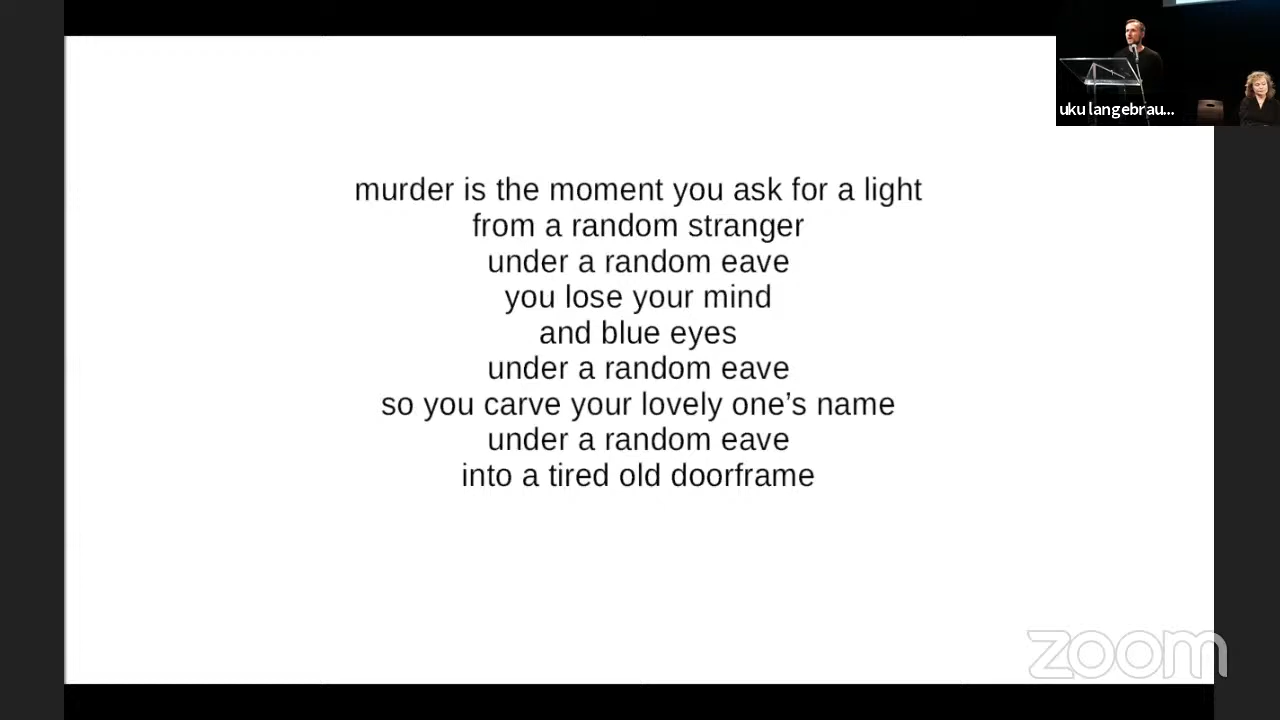 uku langebrau...
murder is the moment you ask for a light
from a random stranger
under a random eave
you lose your mind
and blue eyes
under a random eave
so you carve your lovely one’s name
under a random eave
into a tired old doorframe
zoom